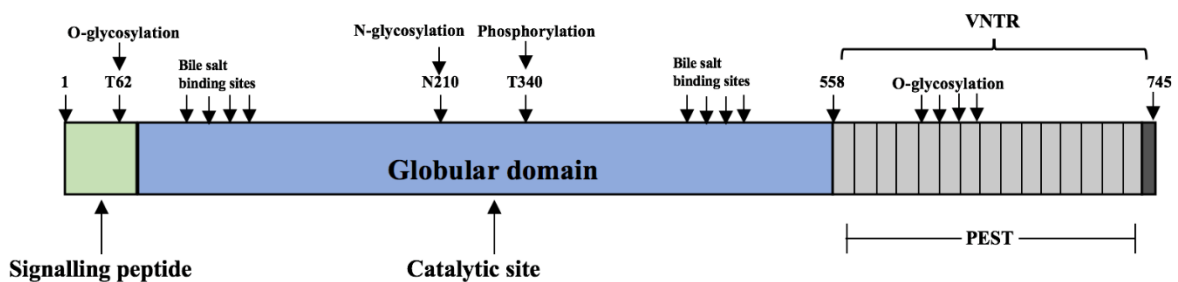 VNTR
O-glycosylation
N-glycosylation
Phosphorylation
Bile salt
binding sites
Bile salt
binding sites
1
T62
N210
T340
558
O-glycosylation
745
Globular domain
PEST
Signalling peptide
Catalytic site